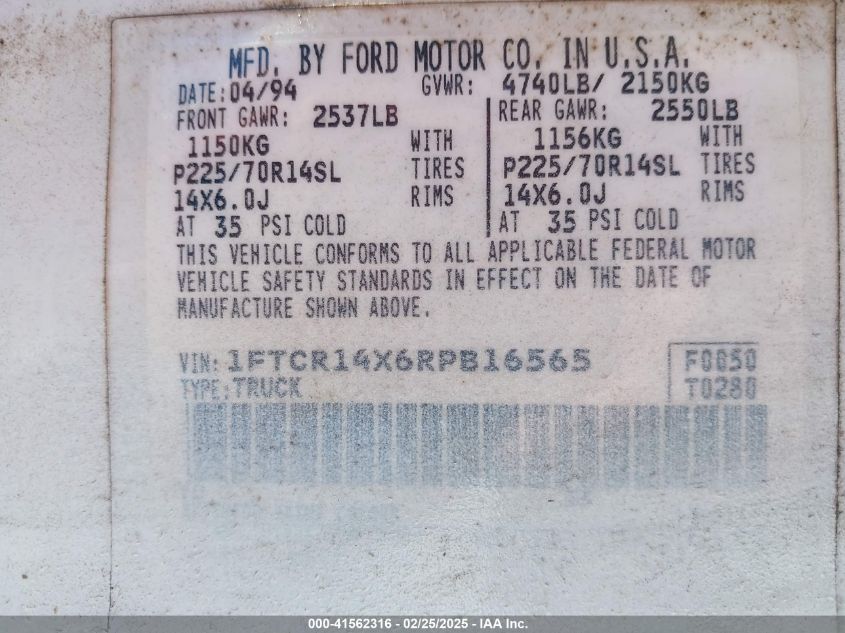 MFD. BY FORD MOTOR CO. IN U.S.A.
DATE: 04/94 GVWR: 4740LB/ 2150KG
FRONT GAWR: 2537LB REAR GAWR: 2550LB
1150KG WITH 1156KG WITH
P225/70R14SL TIRES P225/70R14SL TIRES
14X6.0J RIMS 14X6.0J RIMS
AT 35 PSI COLD AT 35 PSI COLD
THIS VEHICLE CONFORMS TO ALL APPLICABLE FEDERAL MOTOR
VEHICLE SAFETY STANDARDS IN EFFECT ON THE DATE OF
MANUFACTURE SHOWN ABOVE.
VIN: 1FTCR14X6RPB16565 F0050
TYPE: TRUCK T0280
000-41562316 - 02/25/2025 - IAA Inc.